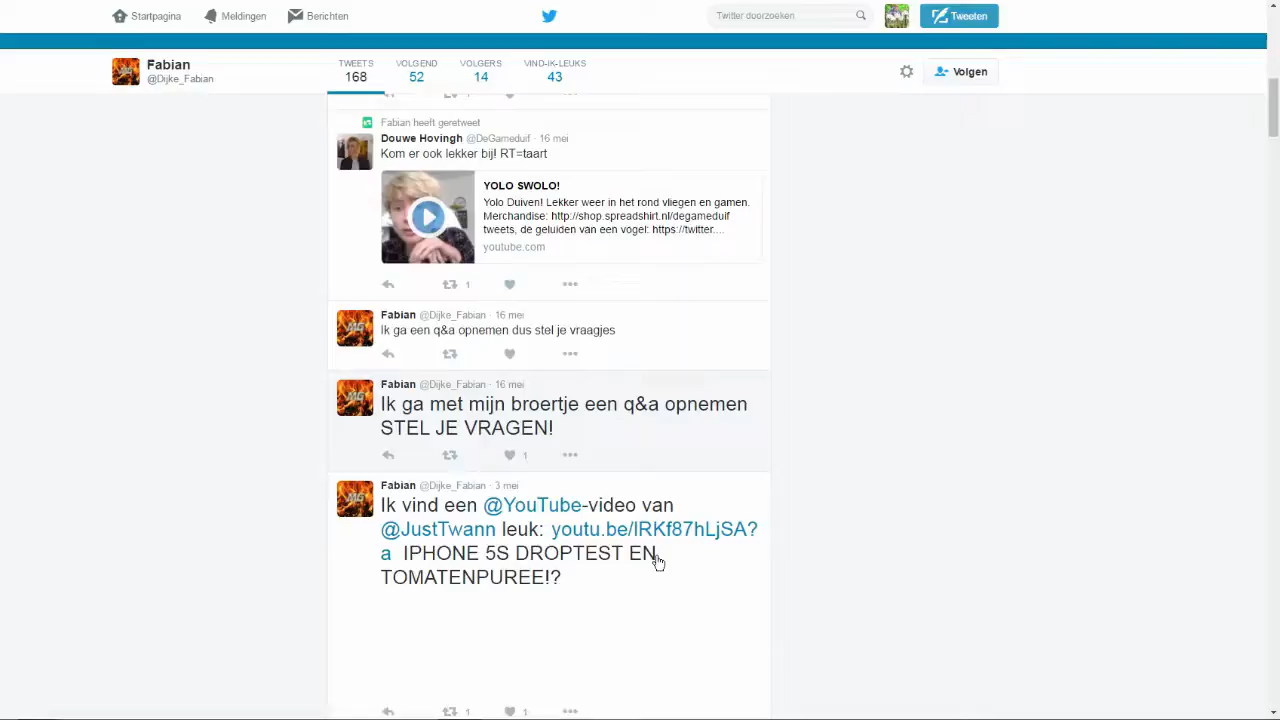 Startpagina
Meldingen
Berichten
Twitter doorzoeken
Tweeten
Fabian
@Dijke_Fabian
TWEETS
168
VOLGEND
52
VOLGERS
14
VIND-IK-LEUKS
43
Volgen
Fabian heeft geretweet
Douwe Hovingh @DeGameduif · 16 mei
Kom er ook lekker bij! RT=taart
YOLO SWOLO!
Yolo Duiven! Lekker weer in het rond vliegen en gamen.
Merchandise: http://shop.spreadshirt.nl/degameduif
tweets, de geluiden van een vogel: https://twitter....
youtube.com
1
Fabian @Dijke_Fabian · 16 mei
Ik ga een q&a opnemen dus stel je vraagjes
Fabian @Dijke_Fabian · 16 mei
Ik ga met mijn broertje een q&a opnemen
STEL JE VRAGEN!
1
Fabian @Dijke_Fabian · 3 mei
Ik vind een @YouTube-video van
@JustTwann leuk: youtu.be/lRKf87hLjSA?
a IPHONE 5S DROPTEST EN
TOMATENPUREE!?
1 1